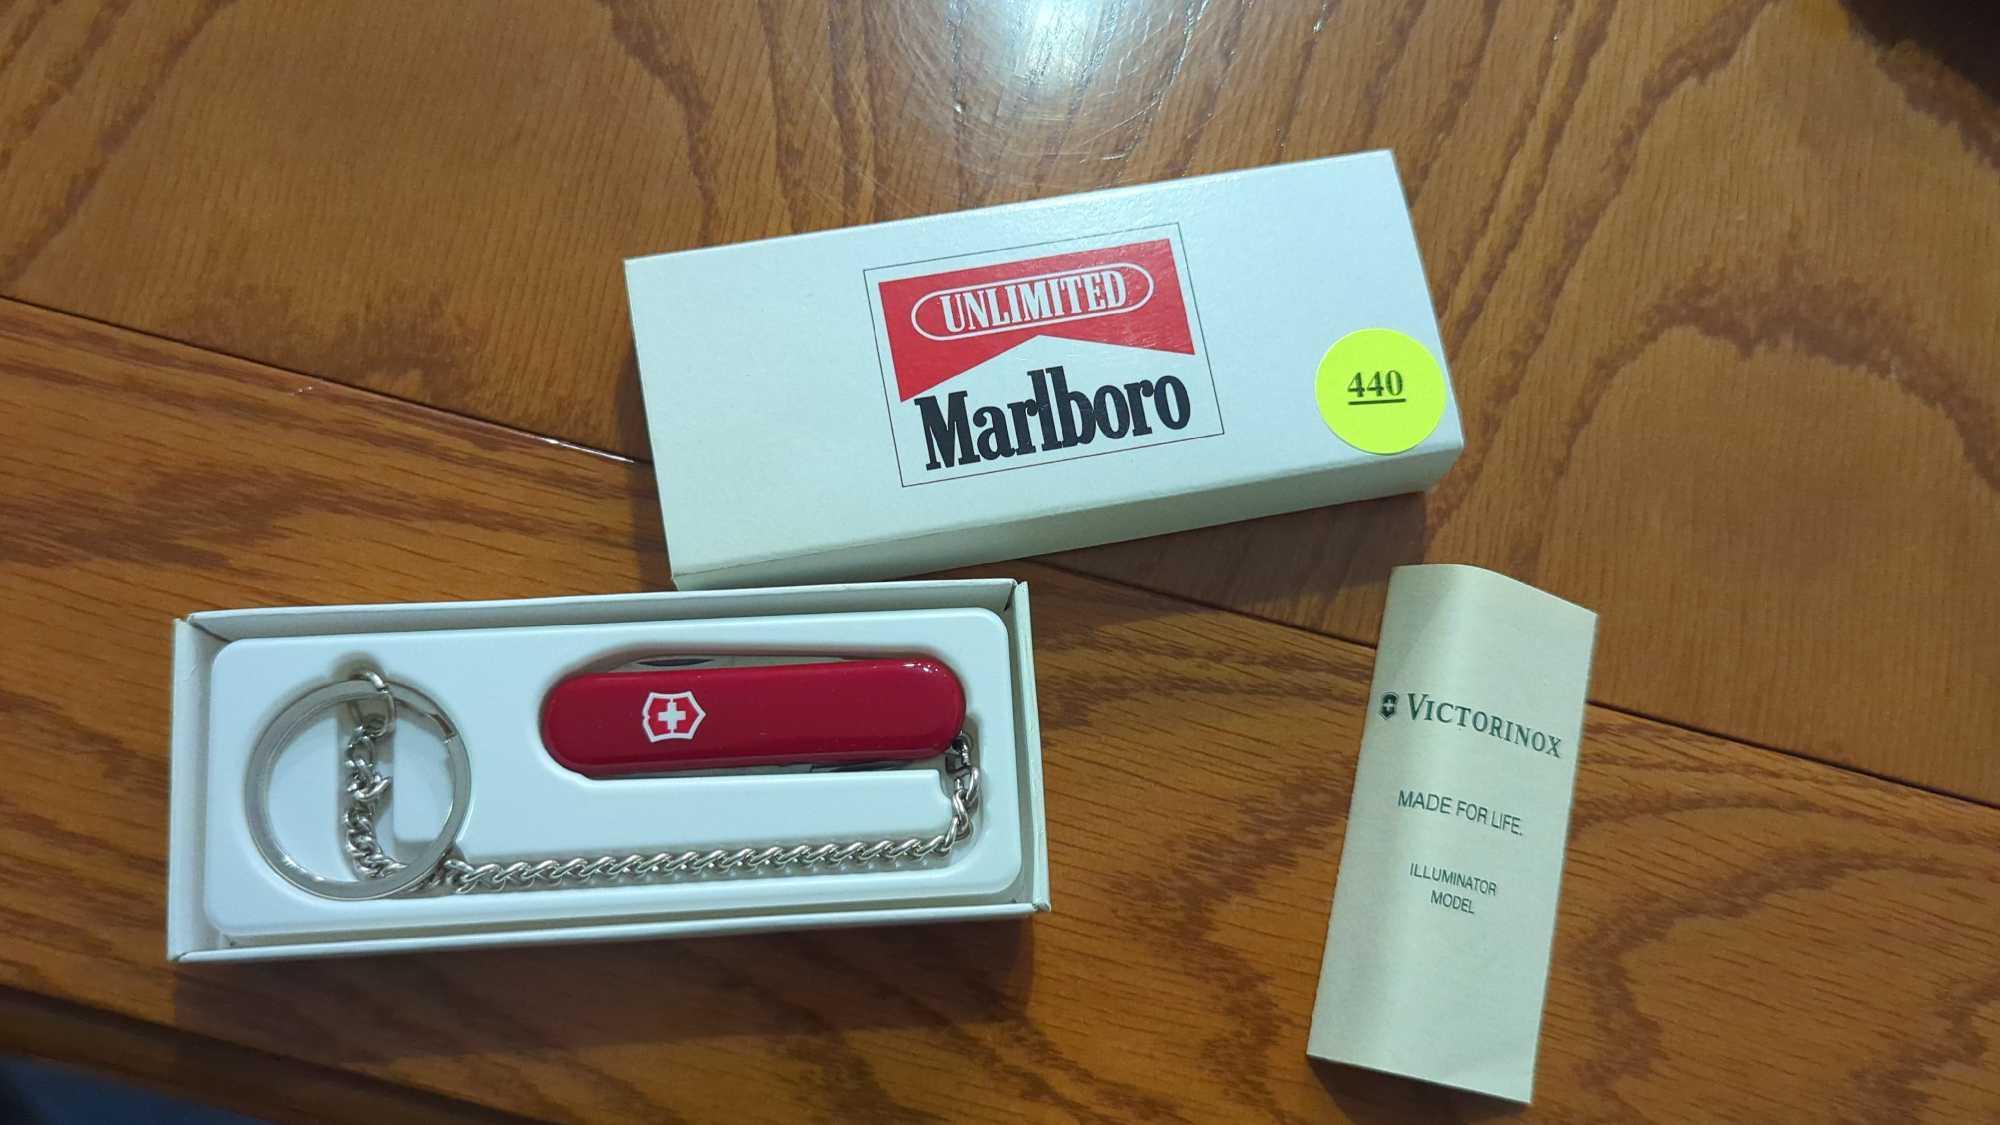 UNLIMITED
Marlboro
440
VICTORINOX
MADE FOR LIFE.
ILLUMINATOR
MODEL